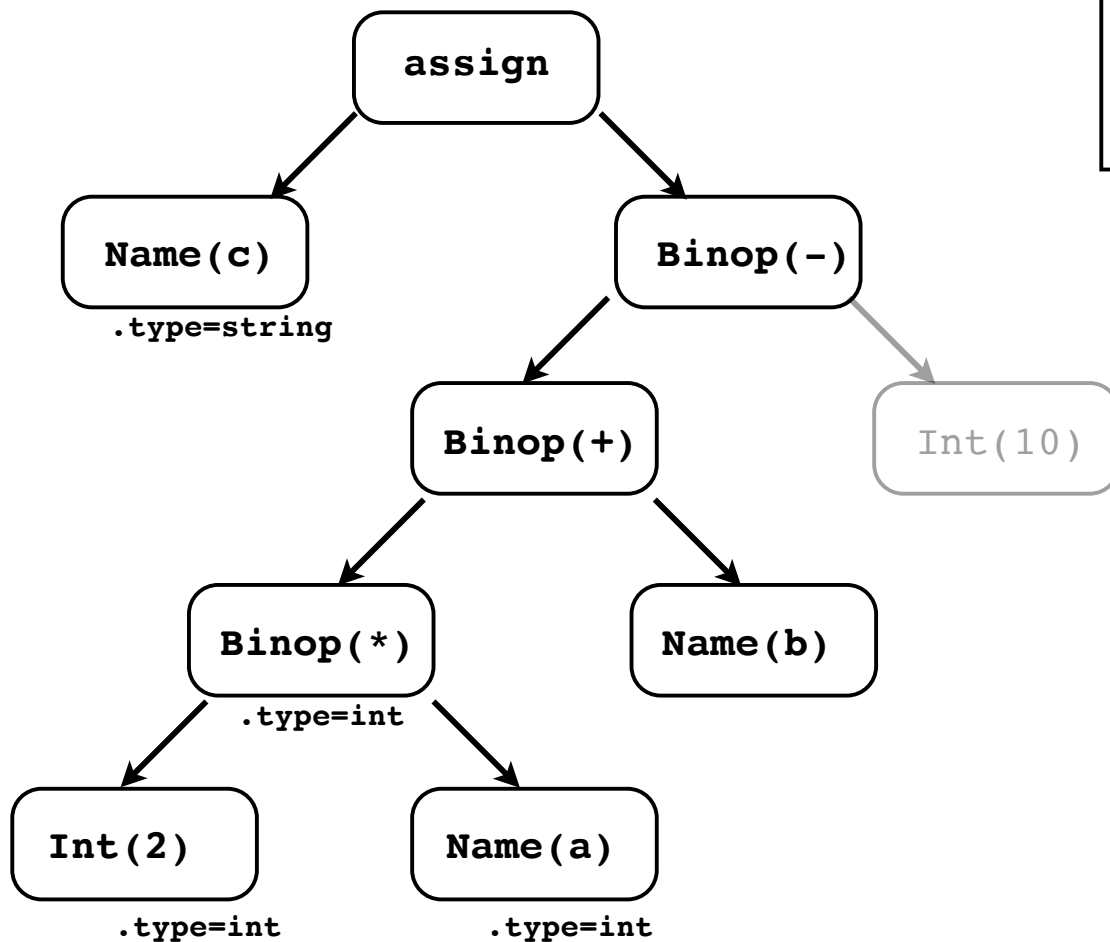 assign
Name(c)
Binop(-)
.type=string
Binop(+)
Int(10)
Binop(*)
Name(b)
.type=int
Int(2)
Name(a)
.type=int
.type=int